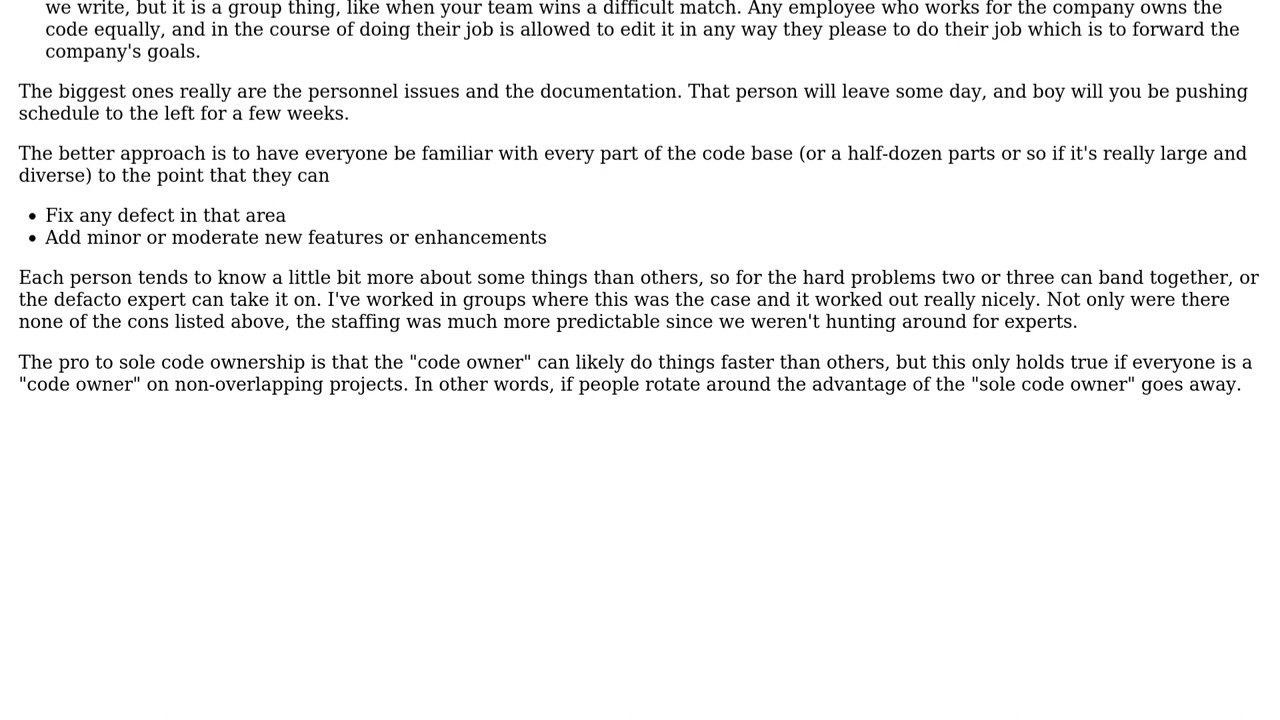 we write, but it is a group thing, like when your team wins a difficult match. Any employee who works for the company owns the
code equally, and in the course of doing their job is allowed to edit it in any way they please to do their job which is to forward the
company's goals.
The biggest ones really are the personnel issues and the documentation. That person will leave some day, and boy will you be pushing
schedule to the left for a few weeks.
The better approach is to have everyone be familiar with every part of the code base (or a half-dozen parts or so if it's really large and
diverse) to the point that they can
• Fix any defect in that area
• Add minor or moderate new features or enhancements
Each person tends to know a little bit more about some things than others, so for the hard problems two or three can band together, or
the defacto expert can take it on. I've worked in groups where this was the case and it worked out really nicely. Not only were there
none of the cons listed above, the staffing was much more predictable since we weren't hunting around for experts.
The pro to sole code ownership is that the "code owner" can likely do things faster than others, but this only holds true if everyone is a
"code owner" on non-overlapping projects. In other words, if people rotate around the advantage of the "sole code owner" goes away.